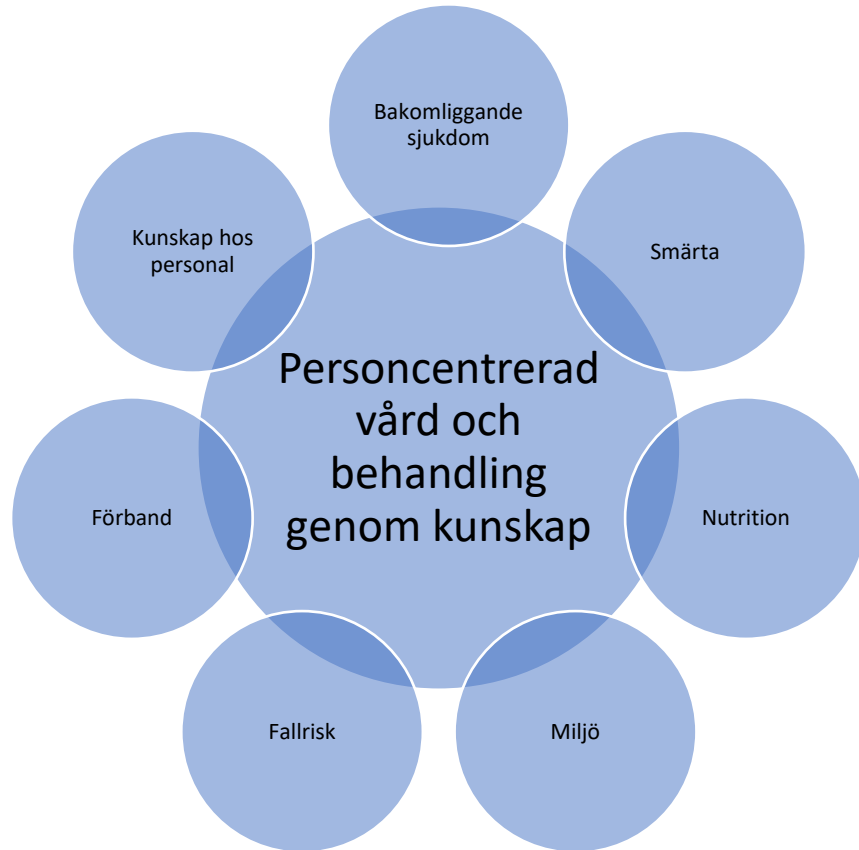 Bakomliggande
sjukdom
Kunskap hos
personal
Smärta
Personcentrerad
vård och
behandling
genom kunskap
Förband
Nutrition
Fallrisk
Miljö